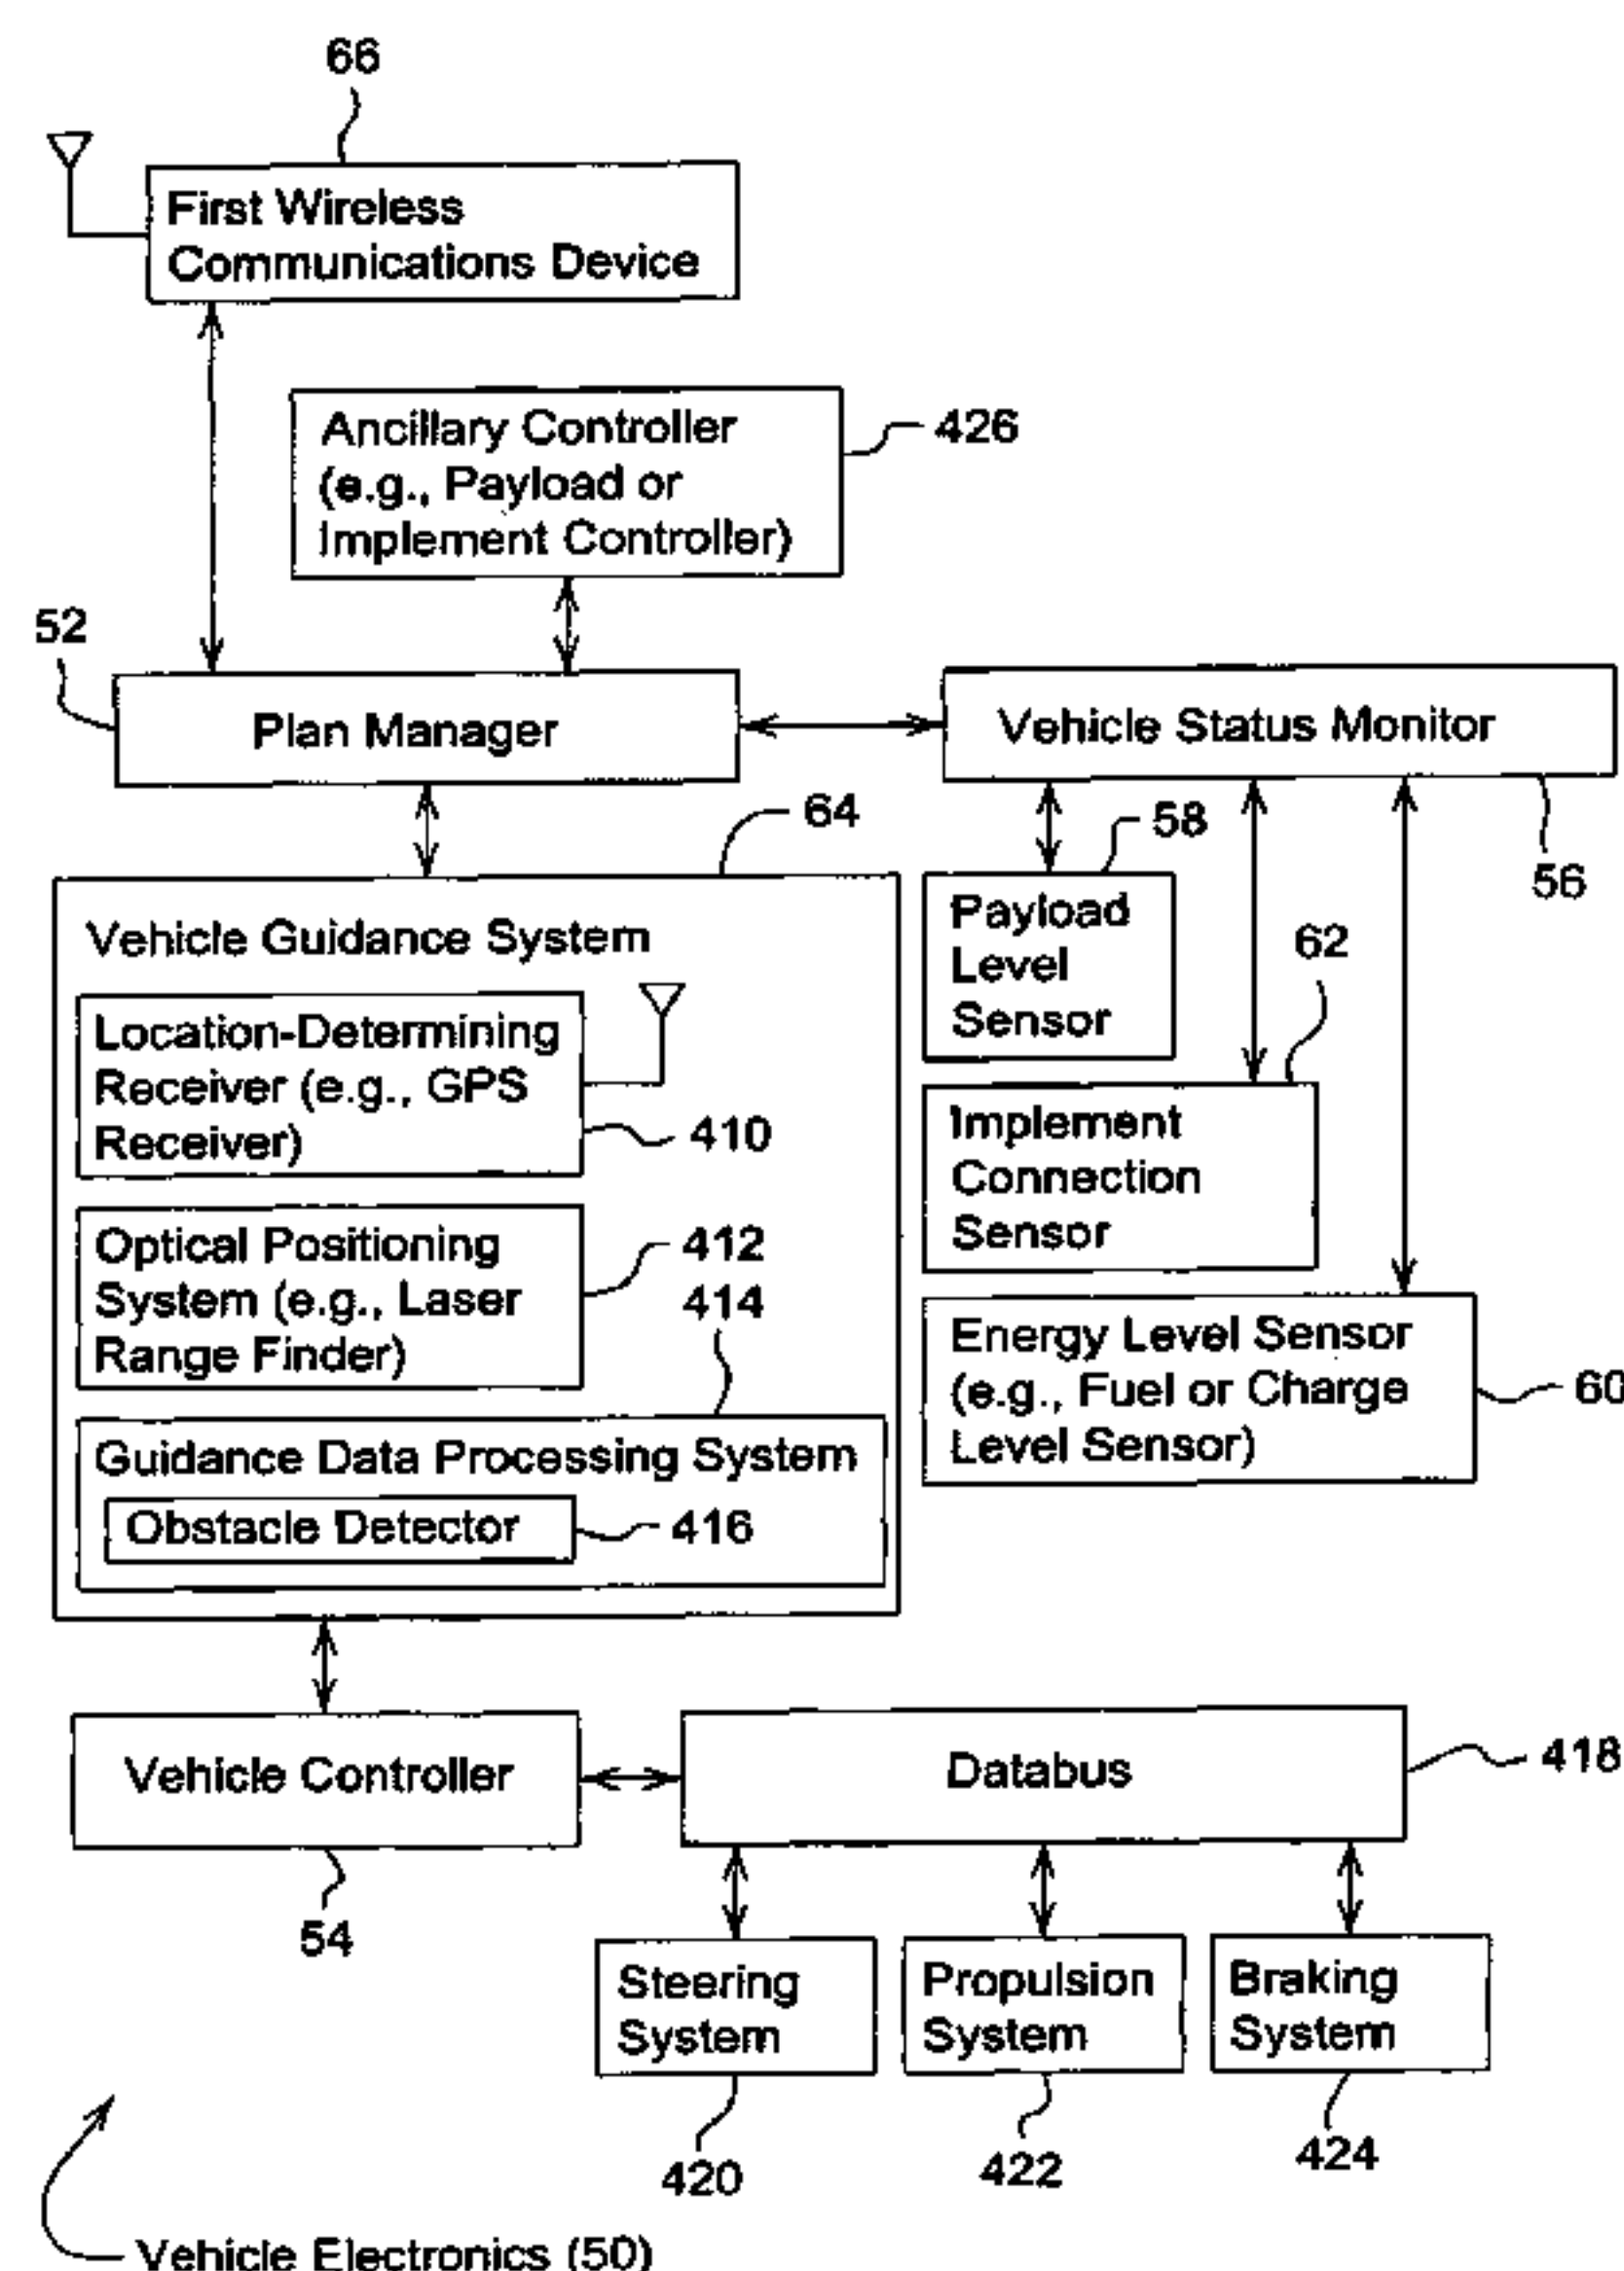 66
First Wireless
Communications Device
Ancillary Controller
(e.g., Payload or
Implement Controller)
426
52
Plan Manager
Vehicle Status Monitor
56
64
58
Payload
Level
Sensor
62
Implement
Connection
Sensor
Energy Level Sensor
(e.g., Fuel or Charge
Level Sensor)
60
Vehicle Guidance System
Location-Determining
Receiver (e.g., GPS
Receiver)
410
Optical Positioning
System (e.g., Laser
Range Finder)
412
414
Guidance Data Processing System
Obstacle Detector
416
Vehicle Controller
54
Databus
418
Steering
System
420
Propulsion
System
422
Braking
System
424
Vehicle Electronics (50)